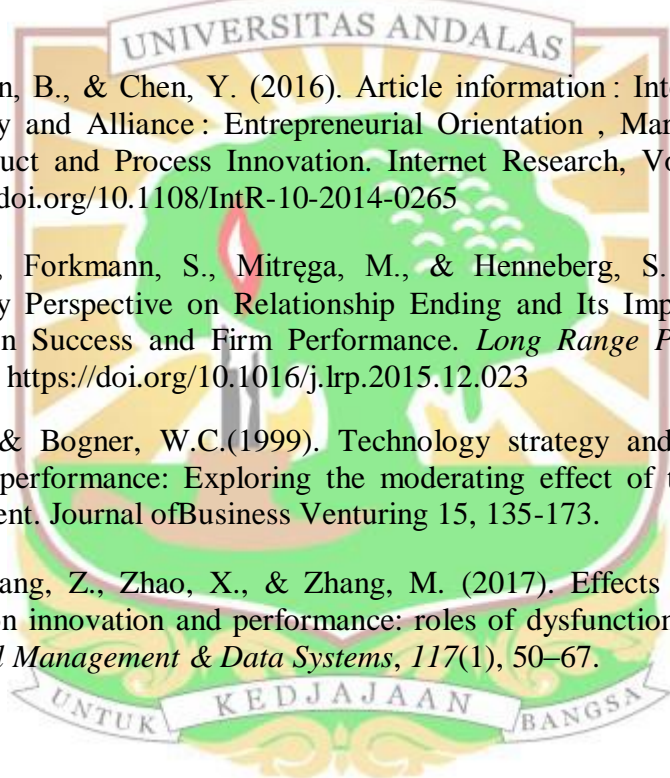 UNIVERSITAS ANDALAS
n, B., & Chen, Y. (2016). Article information : Int
y and Alliance : Entrepreneurial Orientation , Mar
uct and Process Innovation. Internet Research, Vo
doi.org/10.1108/IntR-10-2014-0265
, Forkmann, S., Mitręga, M., & Henneberg, S.
y Perspective on Relationship Ending and Its Imp
n Success and Firm Performance. Long Range P
https://doi.org/10.1016/j.lrp.2015.12.023
& Bogner, W.C.(1999). Technology strategy and
performance: Exploring the moderating effect of t
ent. Journal ofBusiness Venturing 15, 135-173.
ang, Z., Zhao, X., & Zhang, M. (2017). Effects
on innovation and performance: roles of dysfunction
l Management & Data Systems, 117(1), 50–67.
UNTUK KEDJAJAAN BANGSA